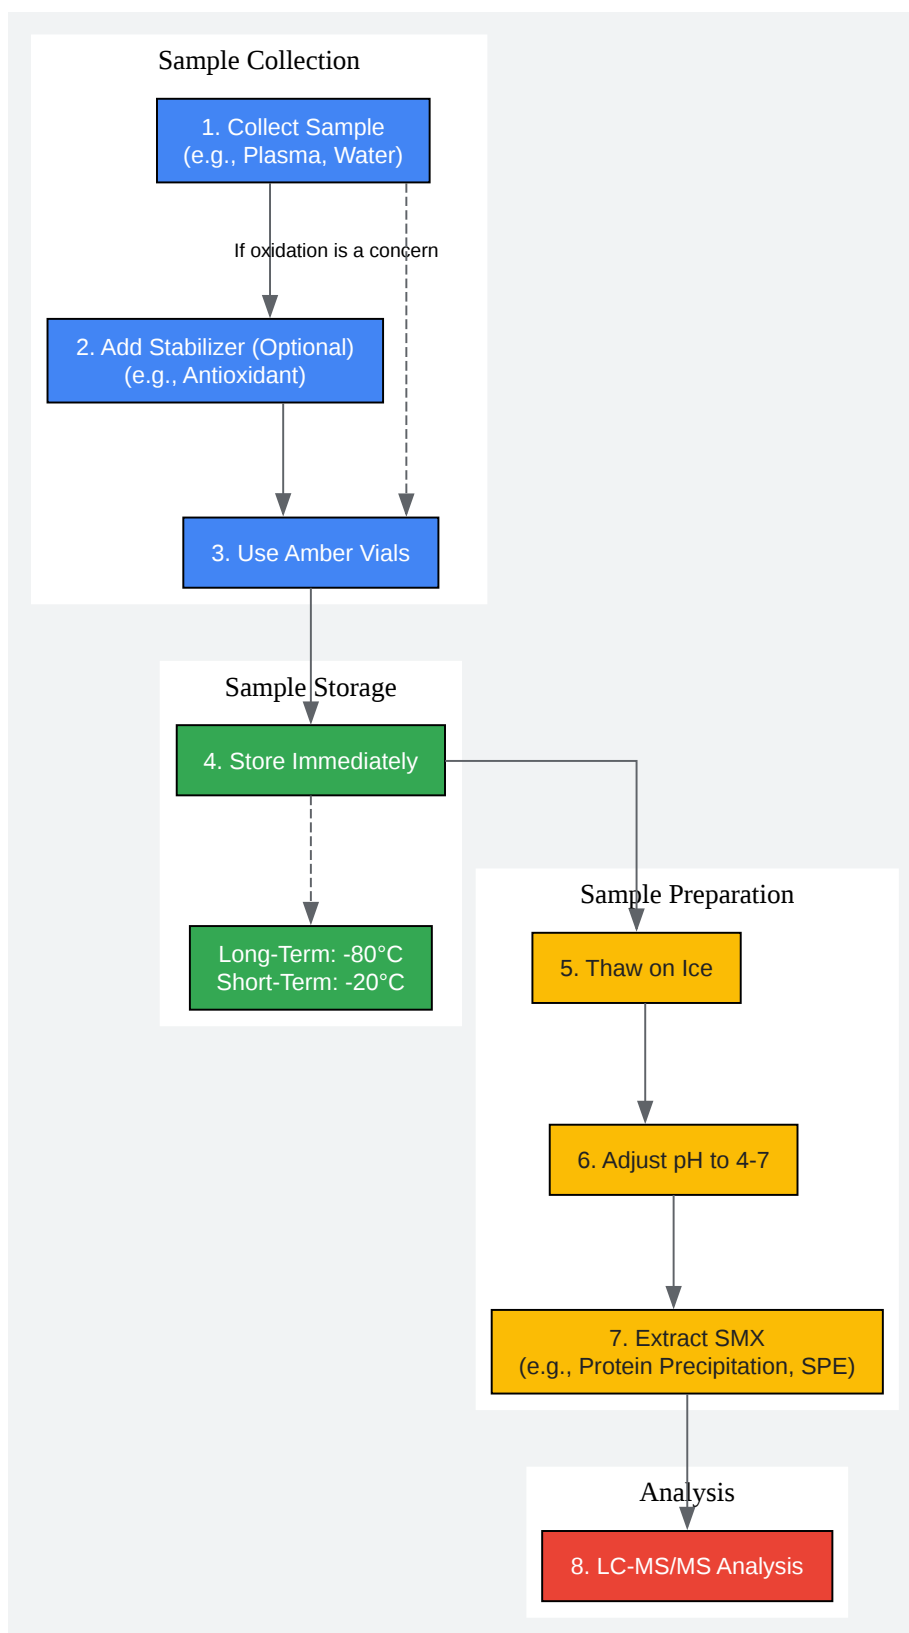 Sample Collection
1. Collect Sample
(e.g., Plasma, Water)
If oxidation is a concern
2. Add Stabilizer (Optional)
(e.g., Antioxidant)
3. Use Amber Vials
Sample Storage
4. Store Immediately
Long-Term: -80°C
Short-Term: -20°C
Sample Preparation
5. Thaw on Ice
6. Adjust pH to 4-7
7. Extract SMX
(e.g., Protein Precipitation, SPE)
Analysis
8. LC-MS/MS Analysis